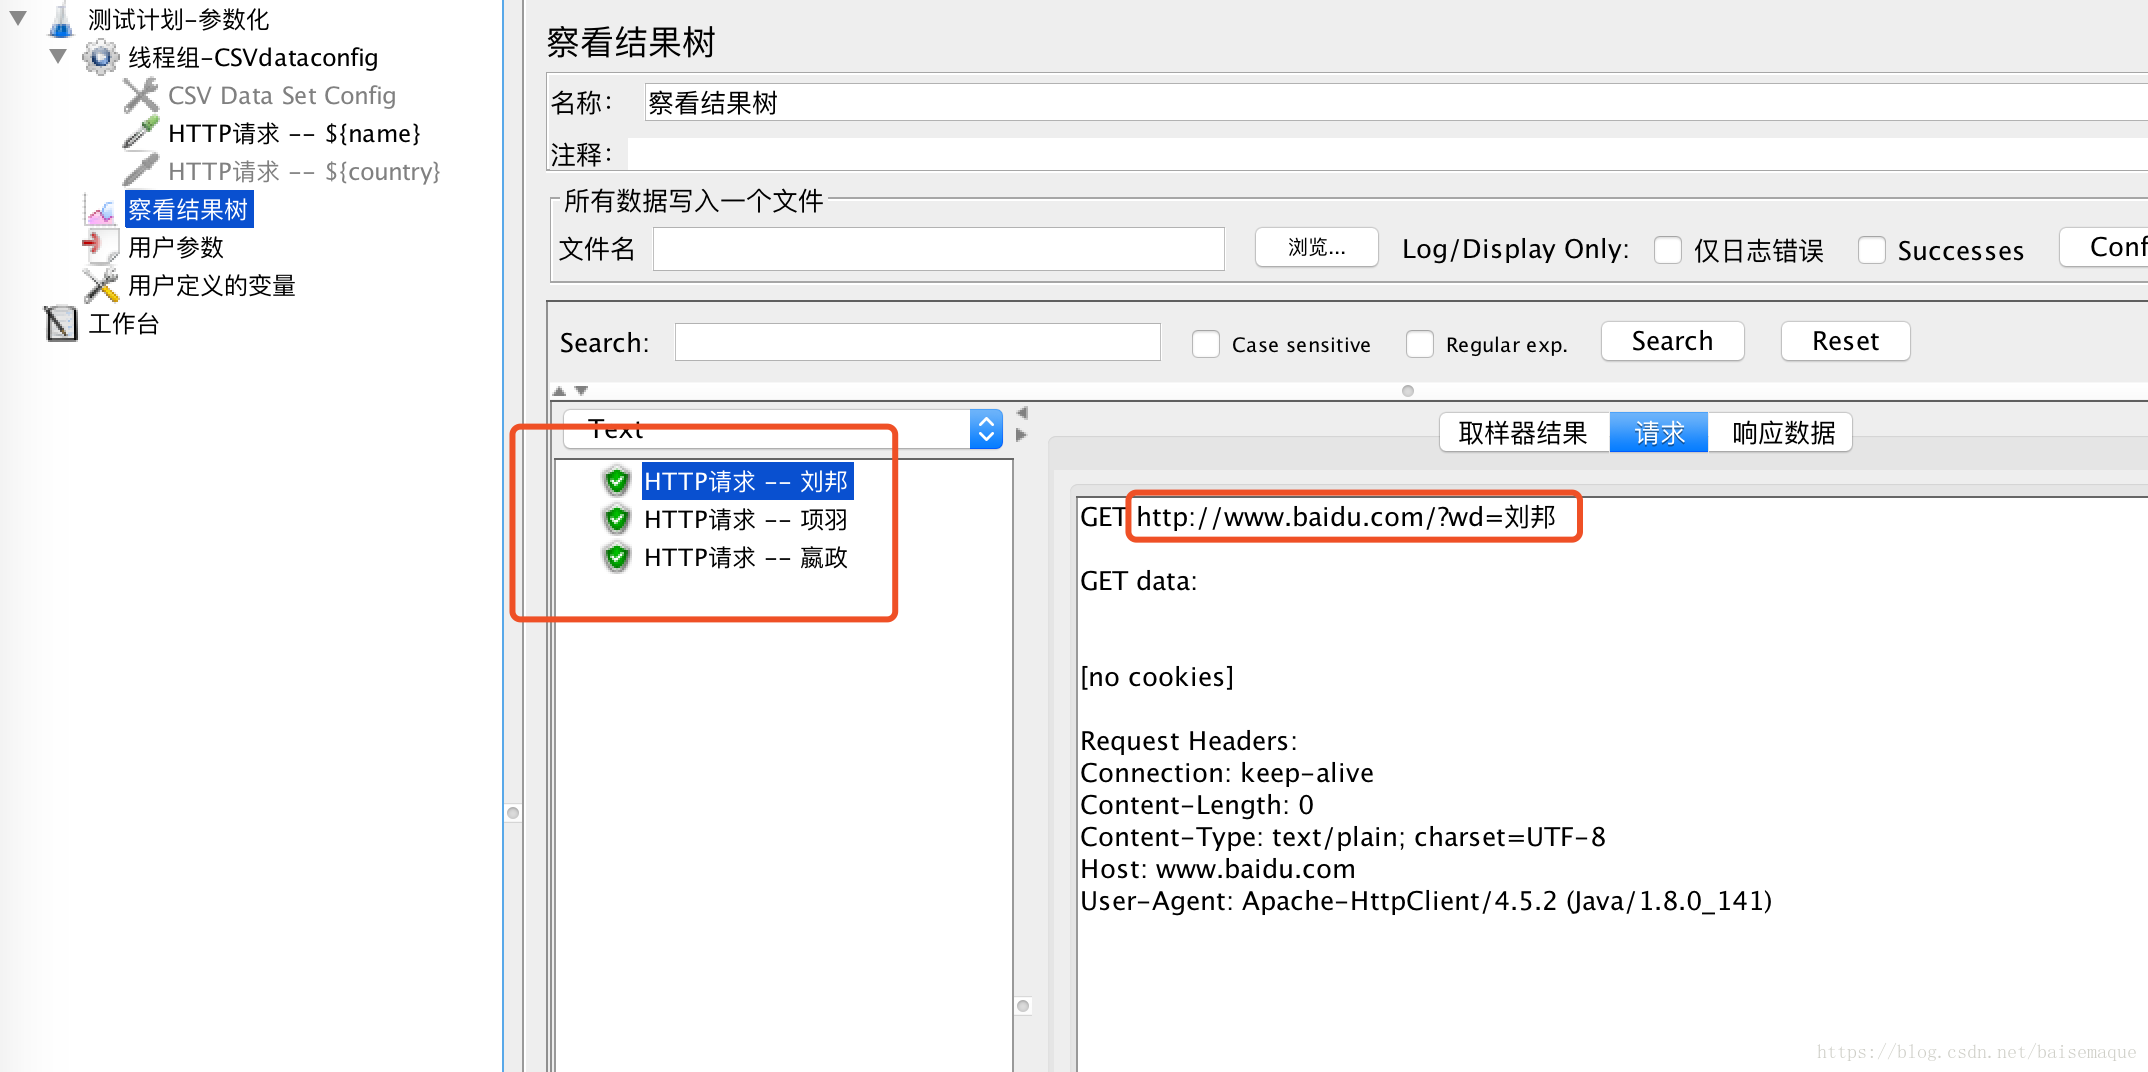 测试计划-参数化
线程组-CSVdataconfig
CSV Data Set Config
HTTP请求 -- ${name}
HTTP请求 -- ${country}
察看结果树
用户参数
用户定义的变量
工作台
察看结果树
名称： 察看结果树
注释：
所有数据写入一个文件
文件名 浏览... Log/Display Only: 仅日志错误 Successes Conf
Search: Case sensitive Regular exp. Search Reset
Text
HTTP请求 -- 刘邦
HTTP请求 -- 项羽
HTTP请求 -- 嬴政
取样器结果 请求 响应数据
GET http://www.baidu.com/?wd=刘邦
GET data:
[no cookies]
Request Headers:
Connection: keep-alive
Content-Length: 0
Content-Type: text/plain; charset=UTF-8
Host: www.baidu.com
User-Agent: Apache-HttpClient/4.5.2 (Java/1.8.0_141)
https://blog.csdn.net/baisemaque